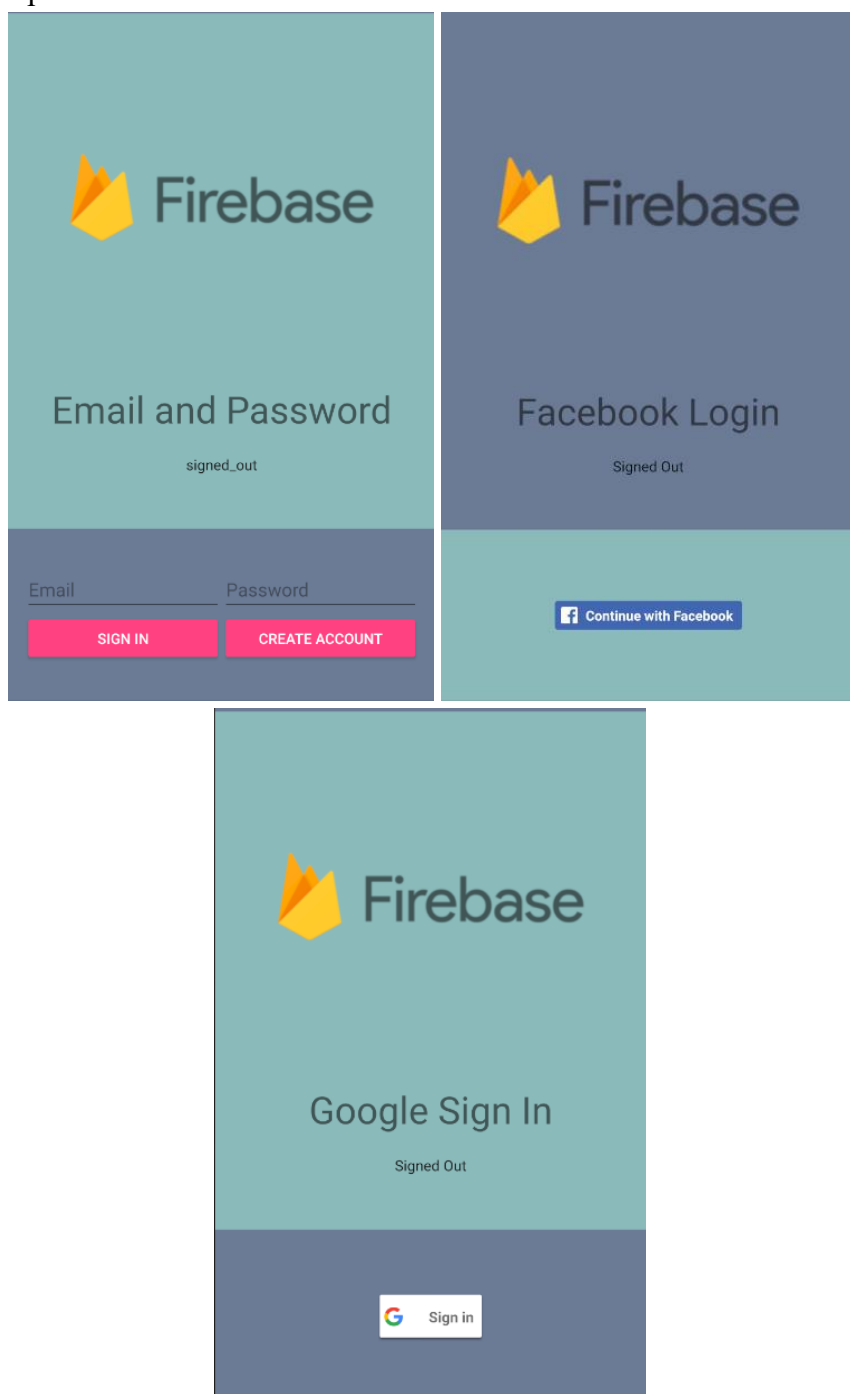 Firebase
Email and Password
signed_out
Email Password
SIGN IN CREATE ACCOUNT
Firebase
Facebook Login
Signed Out
Continue with Facebook
Firebase
Google Sign In
Signed Out
Sign in